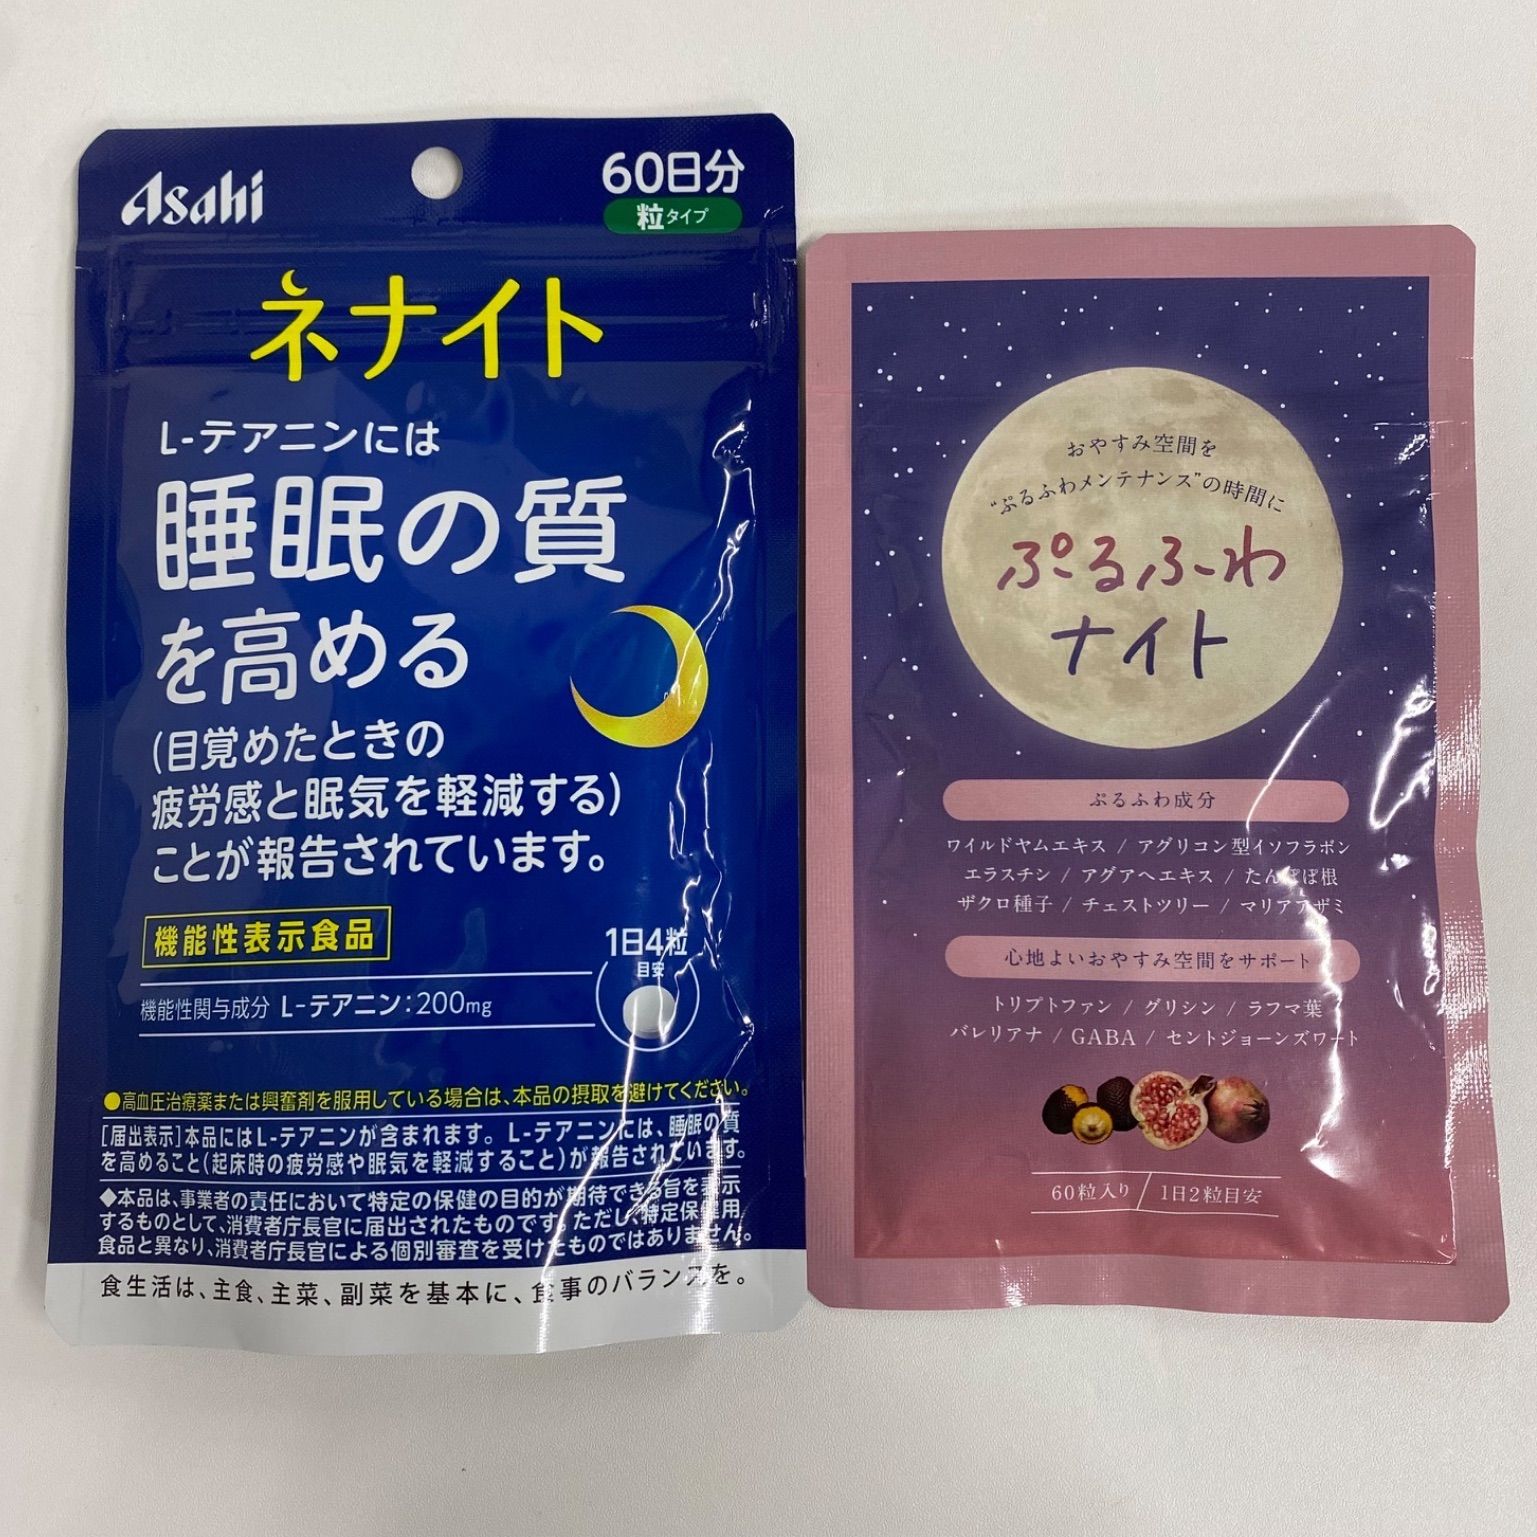 Asahi
60日分
粒タイプ
ネナイト
L-テアニンには
睡眠の質
を高める
(目覚めたときの
疲労感と眠気を軽減する)
ことが報告されています。
機能性表示食品
1日4粒
目安
機能性関与成分 L-テアニン:200mg
●高血圧治療薬または興奮剤を服用している場合は、本品の摂取を避けてください。
[届出表示]本品にはL-テアニンが含まれます。L-テアニンには、睡眠の質
を高めること(起床時の疲労感や眠気を軽減すること)が報告されています。
◆本品は、事業者の責任において特定の保健の目的が期待できる旨を表示
するものとして、消費者庁長官に届出されたものです。ただし、特定保健用
食品と異なり、消費者庁長官による個別審査を受けたものではありません。
食生活は、主食、主菜、副菜を基本に、食事のバランスを。
おやすみ空間を
"ぷるふわメンテナンス"の時間に
ぷるふーわ
ナイト
ぷるふわ成分
ワイルドヤムエキス / アグリコン型イソフラボン
エラスチン / アグアヘエキス / たんぽぽ根
ザクロ種子 / チェストツリー / マリアアザミ
心地よいおやすみ空間をサポート
トリプトファン / グリシン / ラフマ葉
バレリアナ / GABA / セントジョーンズワート
60粒入り / 1日2粒目安